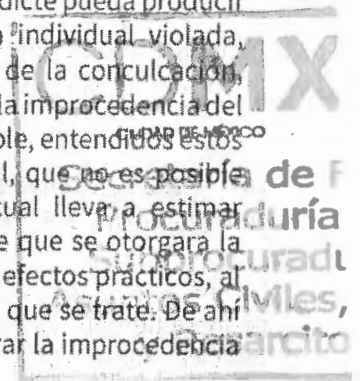 dicte pueda producir
individual violada,
de la conculcación,
la improcedencia del
ble, entendidos estos
l, que no es posible
cual lleva a estimar
e que se otorgara la
efectos prácticos, al
que se trate. De ahí
rar la improcedencia
CDMX
CIUDAD DE MÉXICO
Secretaría de F
Procuraduría
Subprocuradu
Asuntos Civiles,